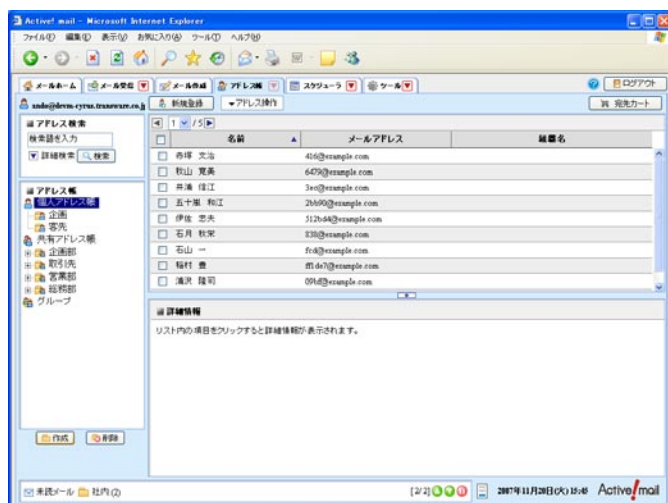 Active! mail - Microsoft Internet Explorer
ファイル(F) 編集(E) 表示(V) お気に入り(A) ツール(T) ヘルプ(H)
メールホーム メール受信 メール作成 アドレス帳 スケジューラ ツール ログアウト
新規登録 アドレス操作 宛先カート
アドレス検索
検索語を入力
詳細検索 検索
アドレス帳
個人アドレス帳
企画
客先
共有アドレス帳
企画部
取引先
営業部
総務部
グループ
作成 削除
1 /5
名前 メールアドレス 組織名
赤塚 文治 416@example.com
秋山 寛美 6479@example.com
井浦 信江 3ec@example.com
五十嵐 和江 2bb90@example.com
伊佐 忠夫 512bd4@example.com
石月 秋栄 838@example.com
石山 一 fcd@example.com
稲村 豊 ff1de7@example.com
浦沢 隆司 09bf@example.com
詳細情報
リスト内の項目をクリックすると詳細情報が表示されます。
未読メール 社内(2) [2/2] 2007年11月20日(火) 15:45 Active! mail